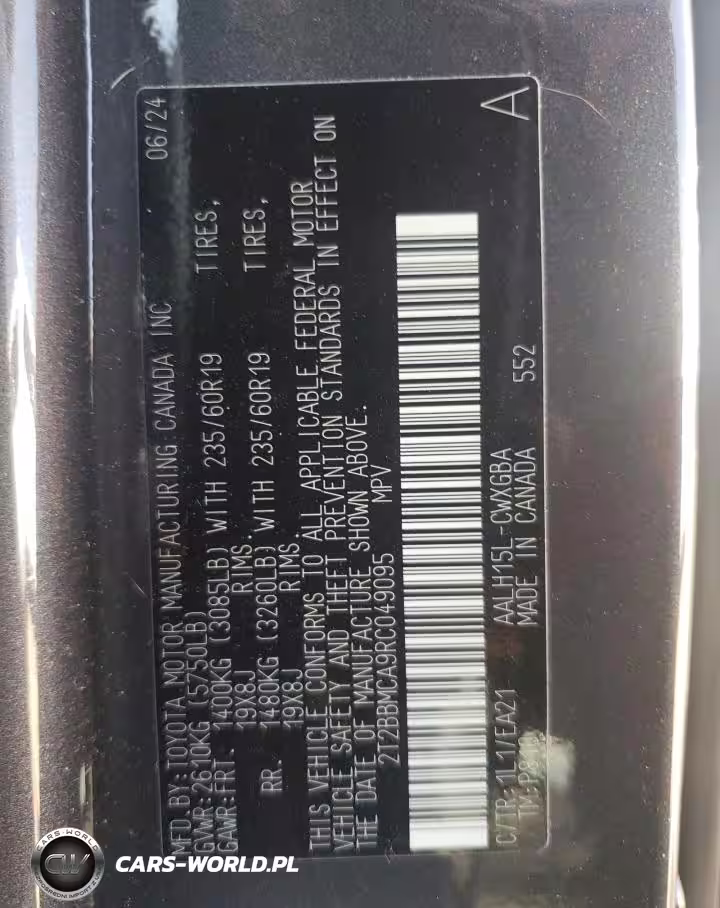 MFD.BY:TOYOTA MOTOR MANUFACTURING CANADA INC 06/24
GVWR:2610KG (5750LB)
GAWR:FRT. 1400KG (3085LB) WITH 235/60R19 TIRES,
19X8J RIMS.
RR. 1480KG (3260LB) WITH 235/60R19 TIRES,
19X8J RIMS
THIS VEHICLE CONFORMS TO ALL APPLICABLE FEDERAL MOTOR
VEHICLE SAFETY AND THEFT PREVENTION STANDARDS IN EFFECT ON
THE DATE OF MANUFACTURE SHOWN ABOVE.
2T2BBMCA9RC049095 MPV
C/TR:1L1/EA21 AALH15L-CWXGBA
MADE IN CANADA 552 A
CARS-WORLD
CW
CARS-WORLD.PL